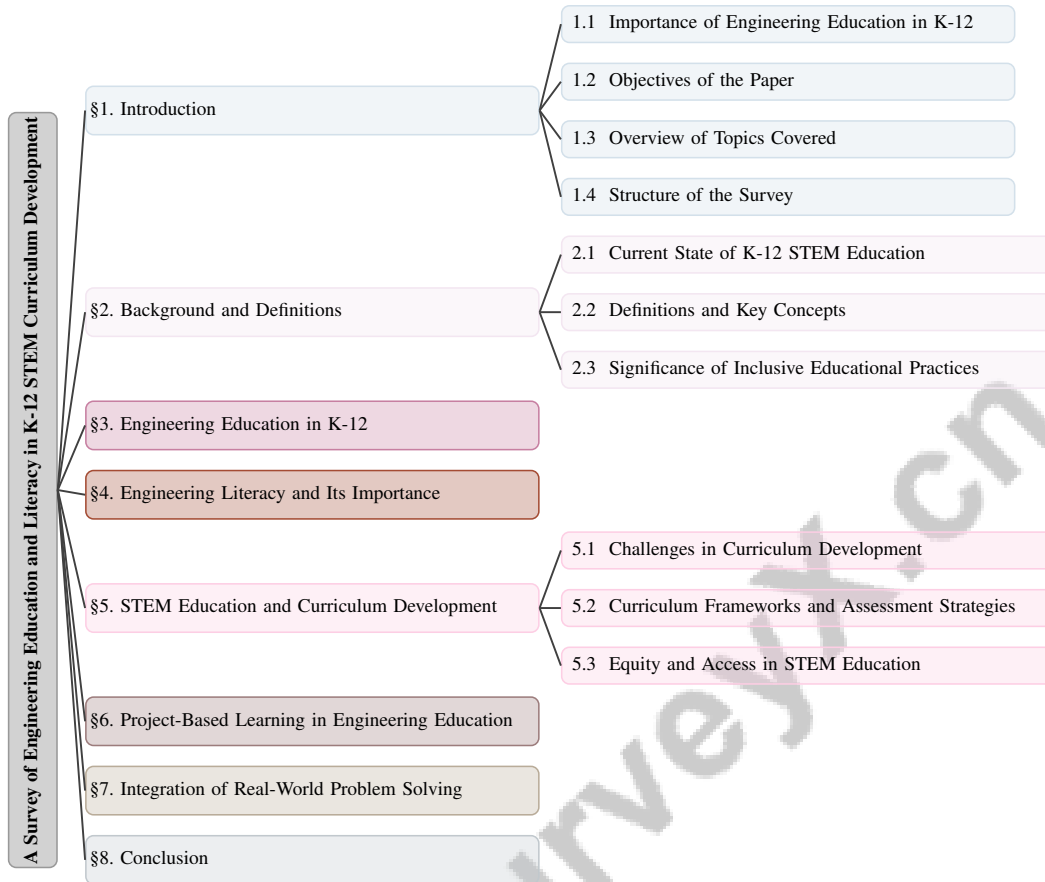 A Survey of Engineering Education and Literacy in K-12 STEM Curriculum Development
§1. Introduction
1.1 Importance of Engineering Education in K-12
1.2 Objectives of the Paper
1.3 Overview of Topics Covered
1.4 Structure of the Survey
§2. Background and Definitions
2.1 Current State of K-12 STEM Education
2.2 Definitions and Key Concepts
2.3 Significance of Inclusive Educational Practices
§3. Engineering Education in K-12
§4. Engineering Literacy and Its Importance
§5. STEM Education and Curriculum Development
5.1 Challenges in Curriculum Development
5.2 Curriculum Frameworks and Assessment Strategies
5.3 Equity and Access in STEM Education
§6. Project-Based Learning in Engineering Education
§7. Integration of Real-World Problem Solving
§8. Conclusion
urveyx.cn